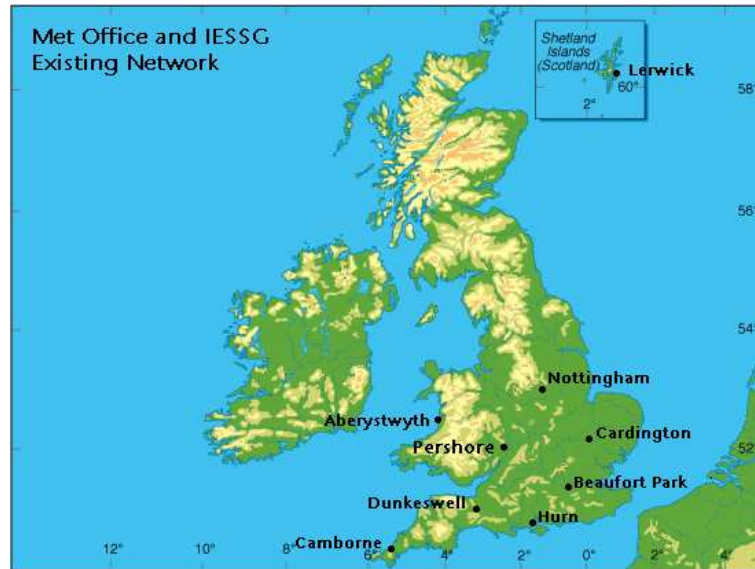 Met Office and IESSG
Existing Network
Shetland
Islands
(Scotland)
Lerwick
60°
2°
58°
56°
54°
Nottingham
Aberystwyth
Cardington
Pershore
52°
Beaufort Park
Dunkeswell
Hurn
Camborne
12° 10° 8° 6° 4° 2° 0° 2° 4°